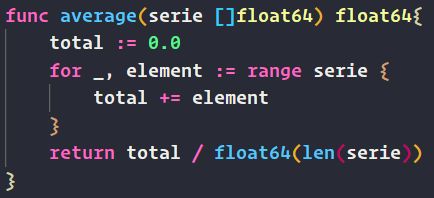 func average(serie []float64) float64{
    total := 0.0
    for _, element := range serie {
        total += element
    }
    return total / float64(len(serie))
}